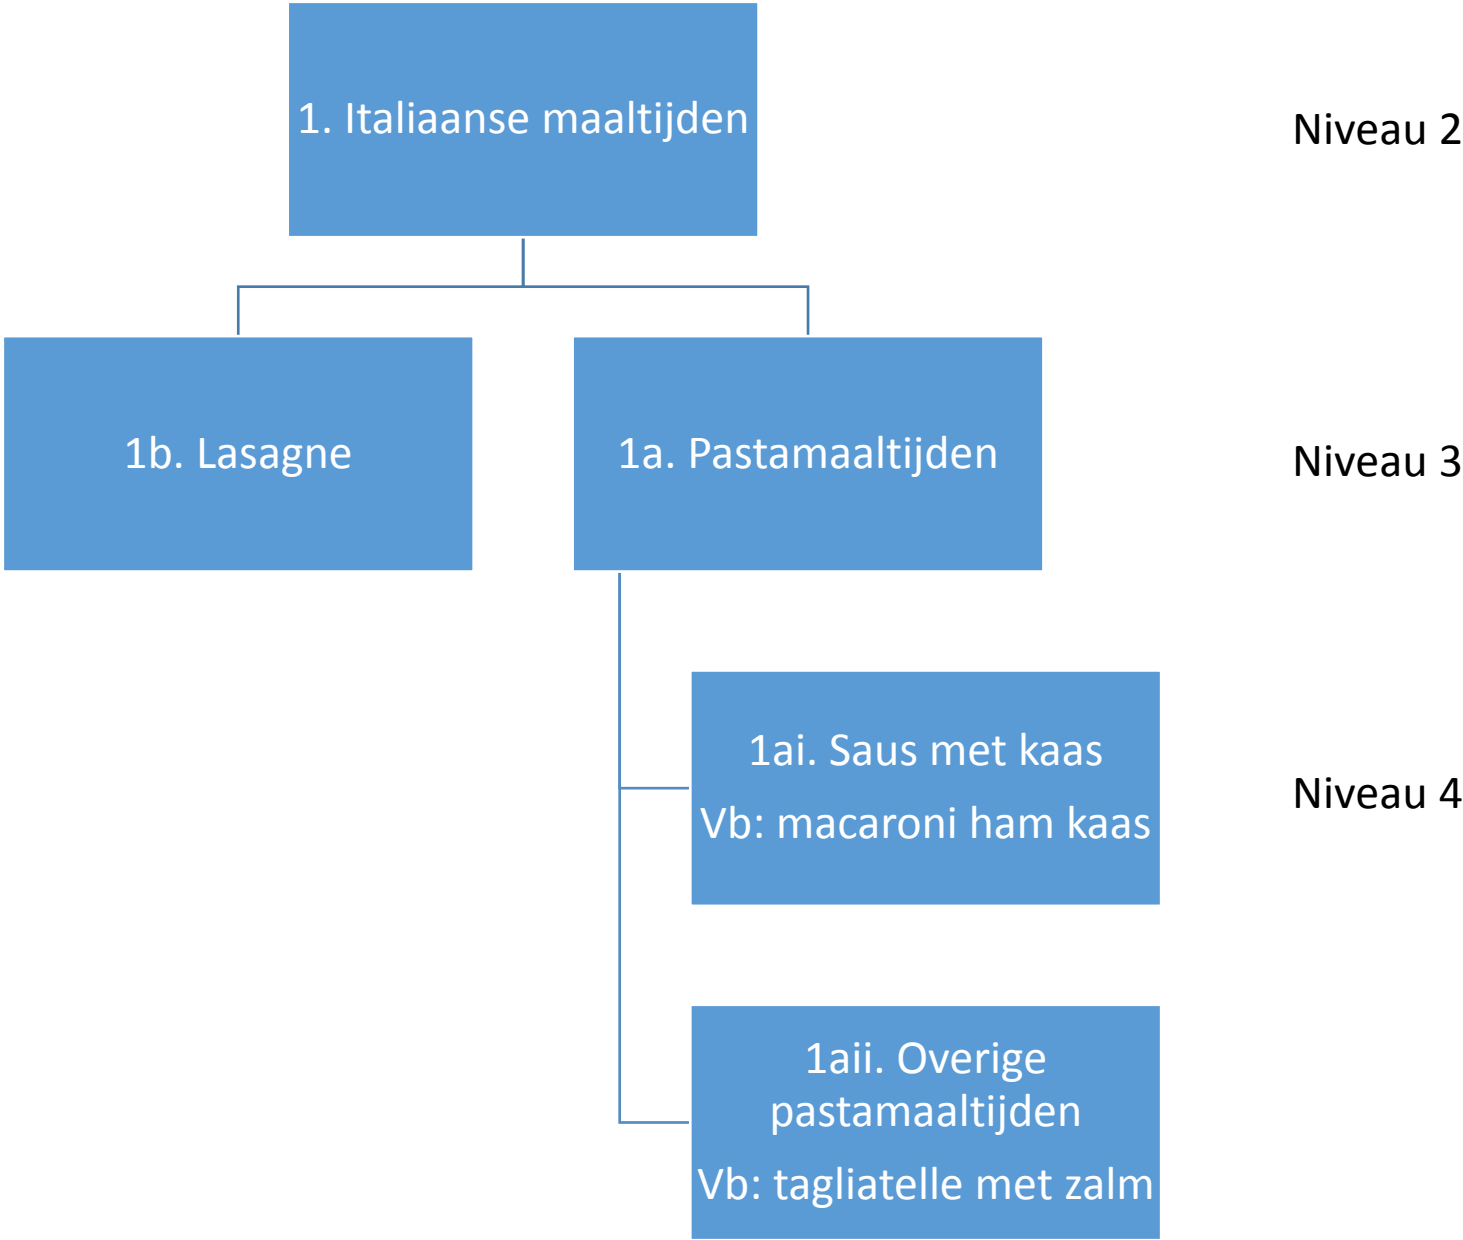 1. Italiaanse maaltijden
Niveau 2
1b. Lasagne
1a. Pastamaaltijden
Niveau 3
1ai. Saus met kaas
Vb: macaroni ham kaas
Niveau 4
1aii. Overige
pastamaaltijden
Vb: tagliatelle met zalm